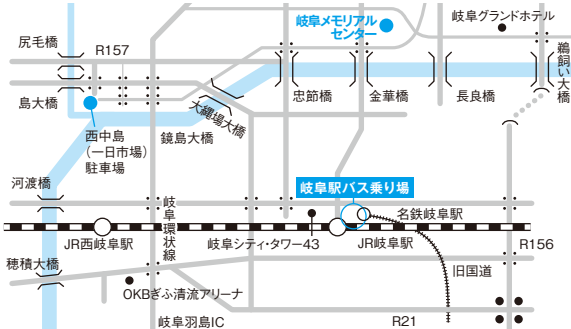 岐阜メモリアル
センター
岐阜グランドホテル
尻毛橋
R157
鵜飼い大橋
島大橋
大縄場大橋
忠節橋
金華橋
長良橋
西中島
(一日市場)
駐車場
鏡島大橋
河渡橋
岐阜駅バス乗り場
岐阜環状線
名鉄岐阜駅
JR西岐阜駅
岐阜シティ・タワー43
JR岐阜駅
R156
穂積大橋
旧国道
OKBぎふ清流アリーナ
岐阜羽島IC
R21